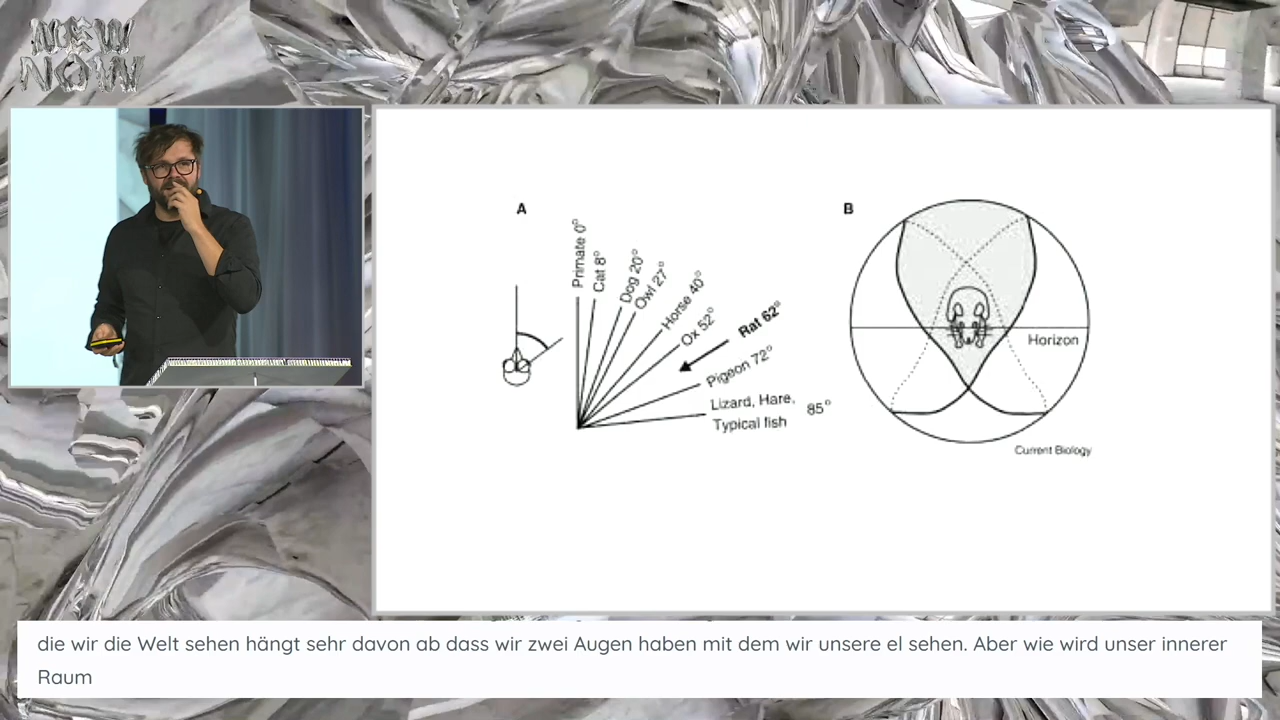 NEW
NOW
A
Primate 0°
Cat 8°
Dog 20°
Owl 27°
Horse 40°
Ox 52°
Rat 62°
Pigeon 72°
Lizard, Hare,
Typical fish
85°
B
Horizon
Current Biology
die wir die Welt sehen hängt sehr davon ab dass wir zwei Augen haben mit dem wir unsere el sehen. Aber wie wird unser innerer
Raum